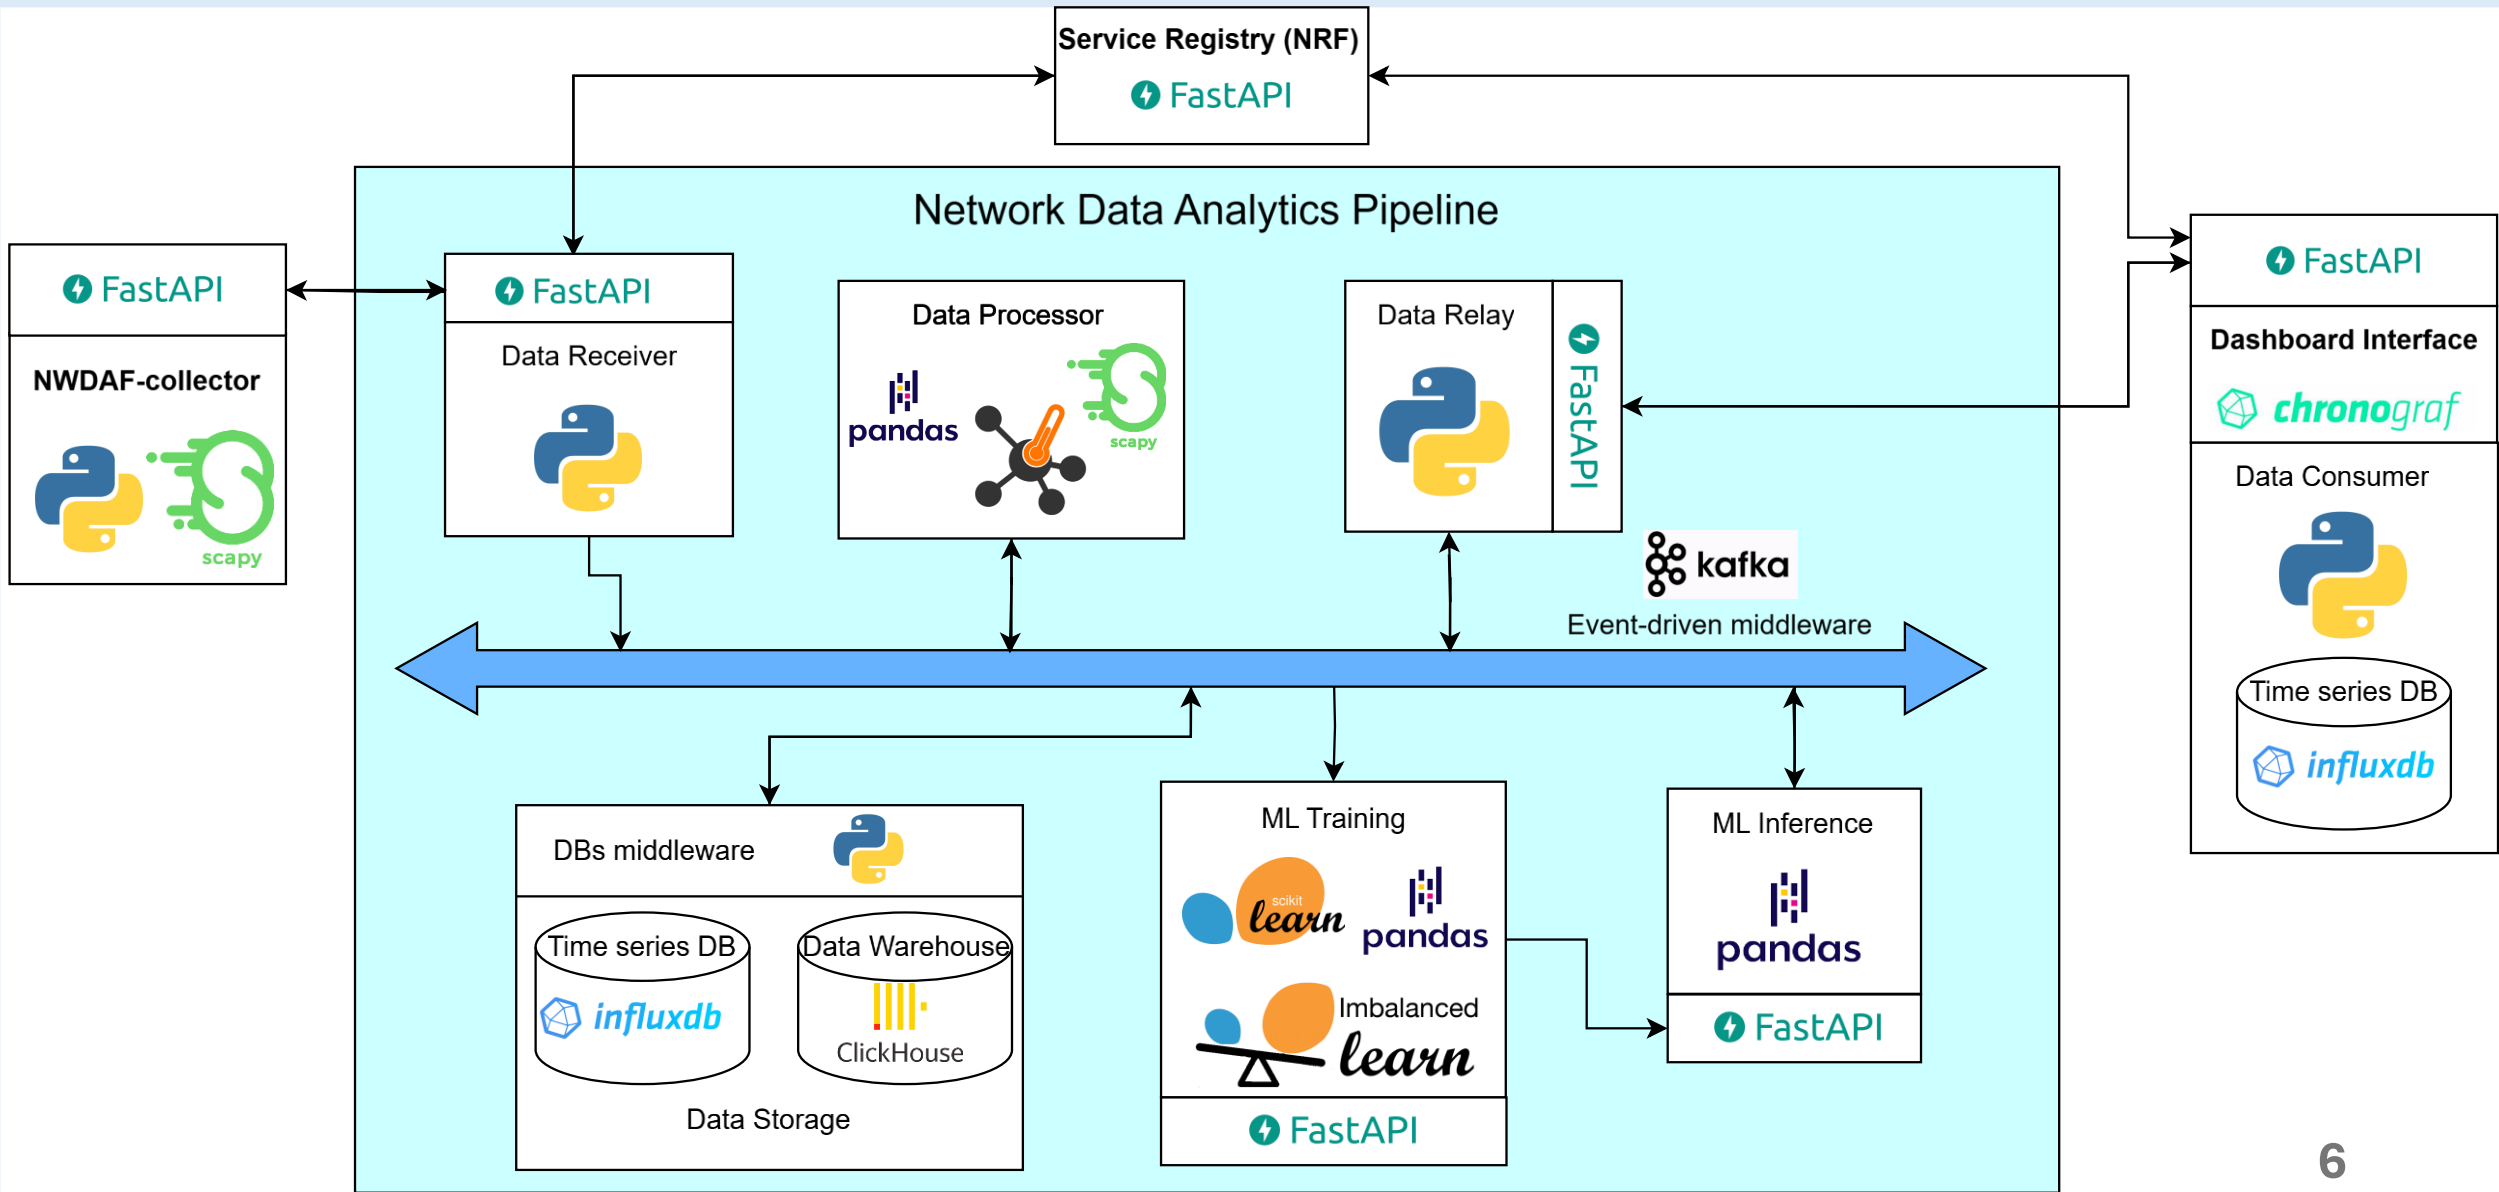 Service Registry (NRF)
FastAPI
Network Data Analytics Pipeline
FastAPI
NWDAF-collector
scapy
FastAPI
Data Receiver
Data Processor
pandas
scapy
Data Relay
FastAPI
kafka
Event-driven middleware
FastAPI
Dashboard Interface
chronograf
Data Consumer
Time series DB
influxdb
DBs middleware
Time series DB
influxdb
Data Warehouse
ClickHouse
Data Storage
ML Training
scikit
learn
pandas
Imbalanced
learn
FastAPI
ML Inference
pandas
FastAPI
6